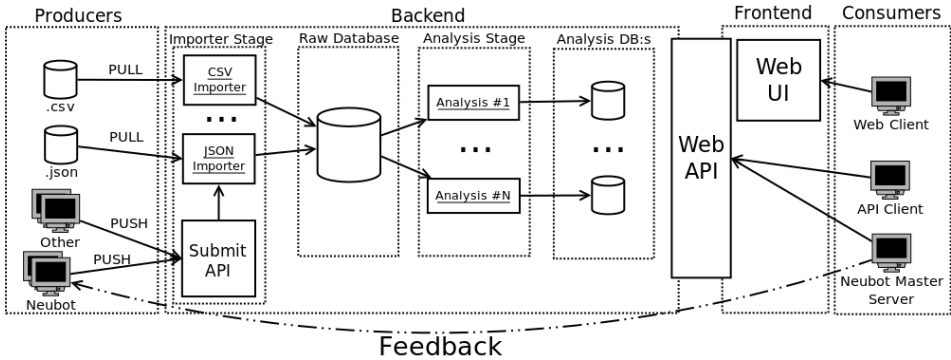 Producers
Backend
Frontend
Consumers
Importer Stage
Raw Database
Analysis Stage
Analysis DB:s
.csv
PULL
CSV
Importer
...
.json
PULL
JSON
Importer
Other
PUSH
Neubot
PUSH
Submit
API
Analysis #1
...
Analysis #N
...
Web
API
Web
UI
Web Client
API Client
Neubot Master
Server
Feedback